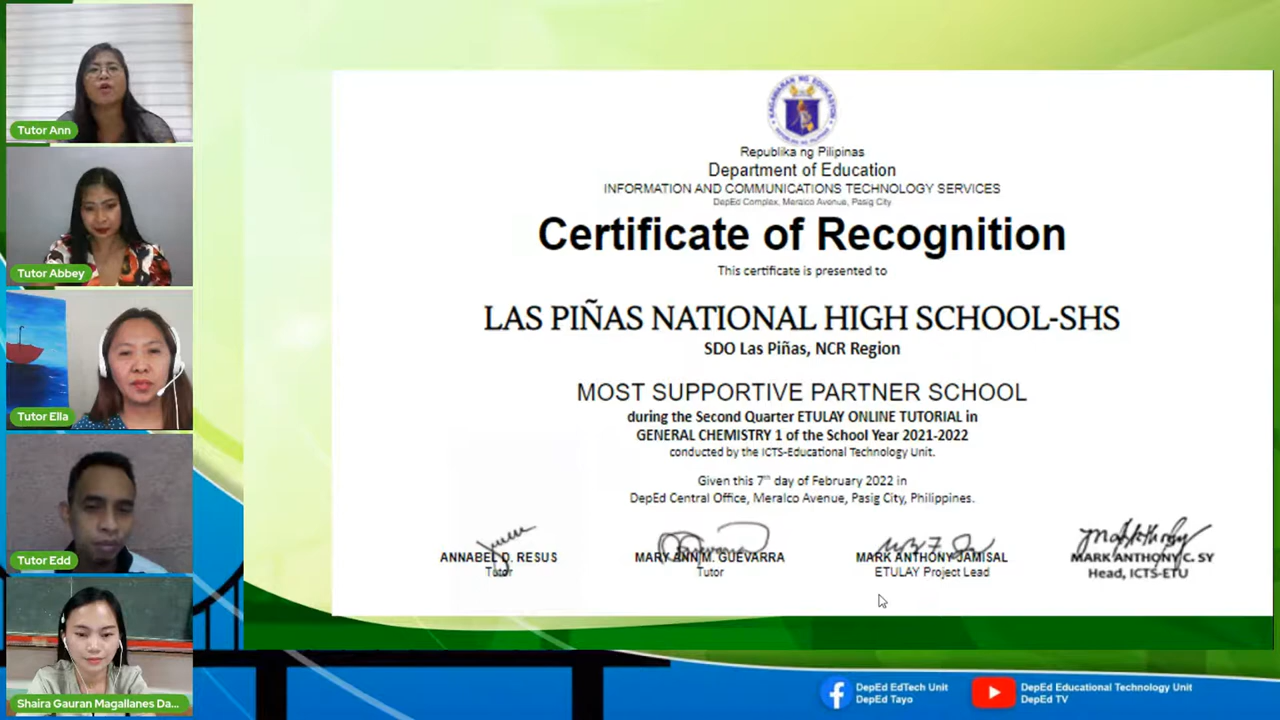 Tutor Ann
Tutor Abbey
Tutor Ella
Tutor Edd
Shaira Gauran Magallanes Da...
KAGAWARAN NG EDUKASYON
REPUBLIKA NG PILIPINAS
Republika ng Pilipinas
Department of Education
INFORMATION AND COMMUNICATIONS TECHNOLOGY SERVICES
DepEd Complex, Meralco Avenue, Pasig City
Certificate of Recognition
This certificate is presented to
LAS PIÑAS NATIONAL HIGH SCHOOL-SHS
SDO Las Piñas, NCR Region
MOST SUPPORTIVE PARTNER SCHOOL
during the Second Quarter ETULAY ONLINE TUTORIAL in
GENERAL CHEMISTRY 1 of the School Year 2021-2022
conducted by the ICTS-Educational Technology Unit.
Given this 7th day of February 2022 in
DepEd Central Office, Meralco Avenue, Pasig City, Philippines.
ANNABEL D. RESUS
Tutor
MARY ANN M. GUEVARRA
Tutor
MARK ANTHONY JAMISAL
ETULAY Project Lead
MARK ANTHONY C. SY
Head, ICTS-ETU
DepEd EdTech Unit
DepEd Tayo
DepEd Educational Technology Unit
DepEd TV